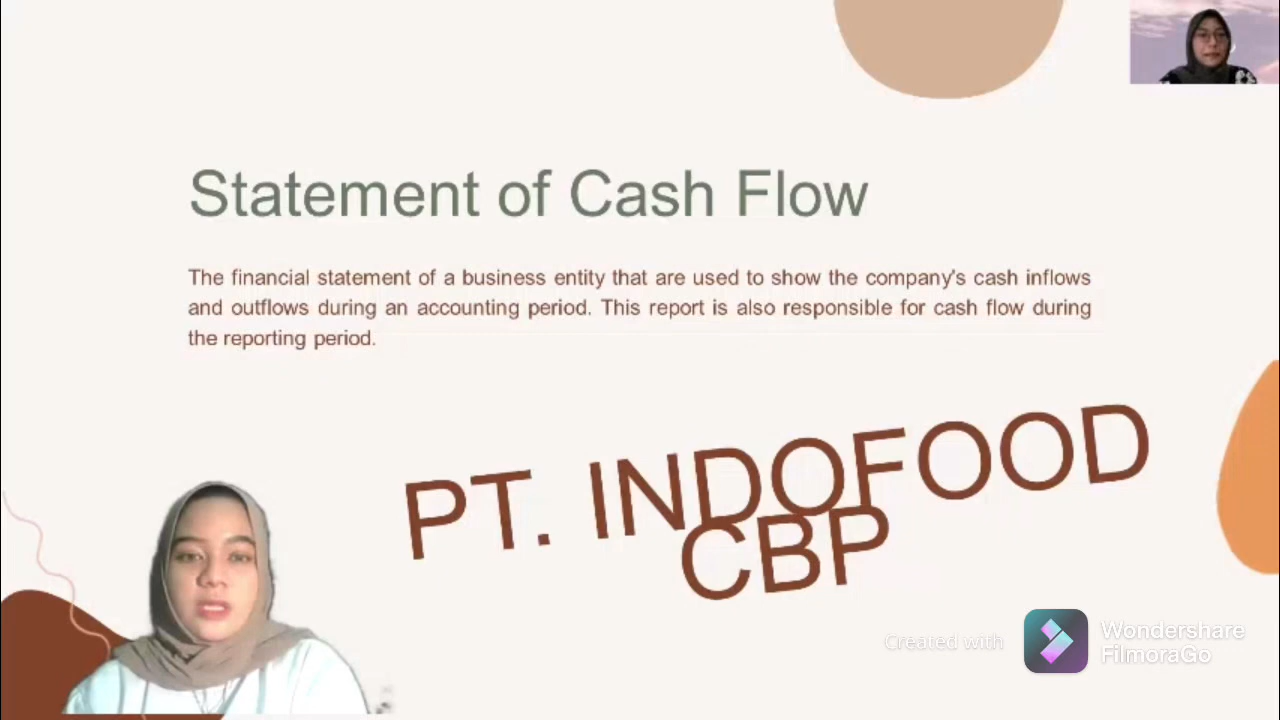 Statement of Cash Flow
The financial statement of a business entity that are used to show the company's cash inflows
and outflows during an accounting period. This report is also responsible for cash flow during
the reporting period.
PT. INDOFOOD
CBP
Created with
Wondershare
FilmoraGo